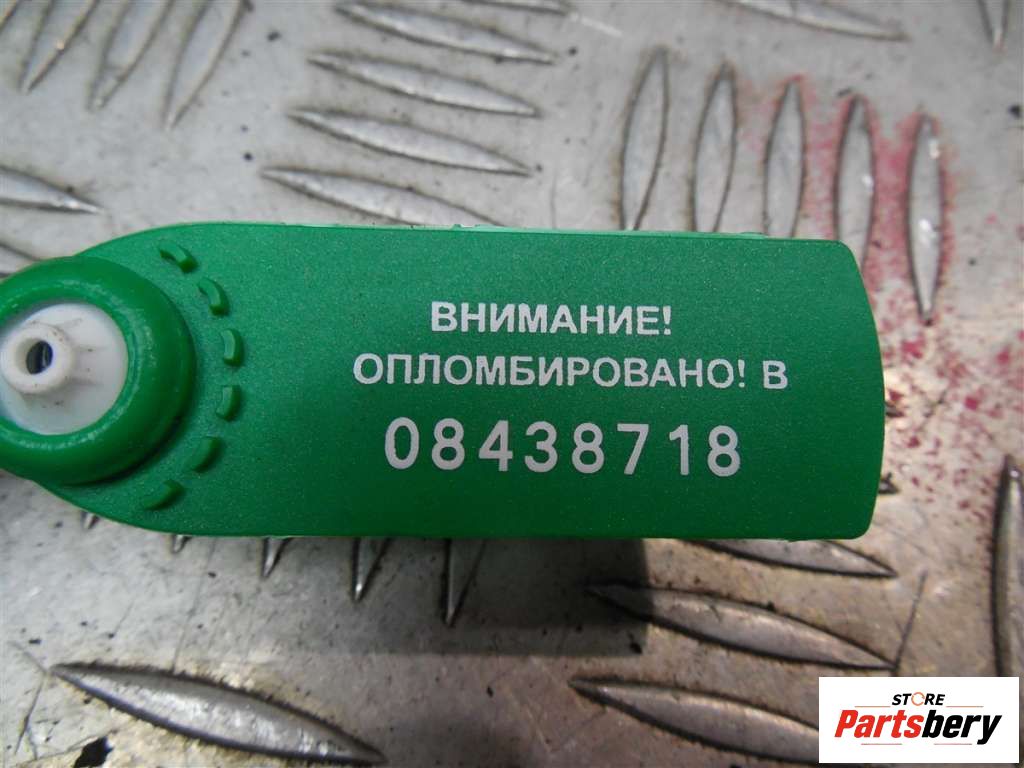 ВНИМАНИЕ!
ОПЛОМБИРОВАНО! В
08438718
STORE
Partsbery